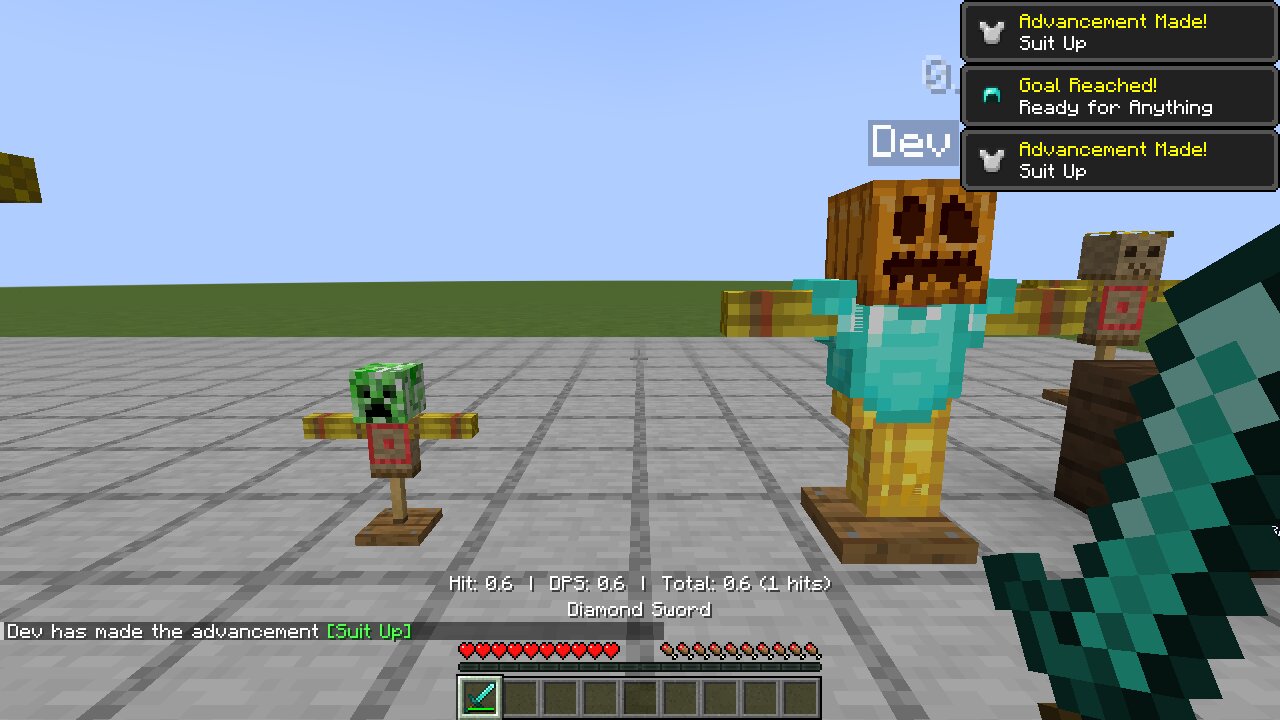 Advancement Made!
Suit Up
Goal Reached!
Ready for Anything
Advancement Made!
Suit Up
0.
Dev
Hit: 0.6 | DPS: 0.6 | Total: 0.6 (1 hits)
Diamond Sword
Dev has made the advancement [Suit Up]